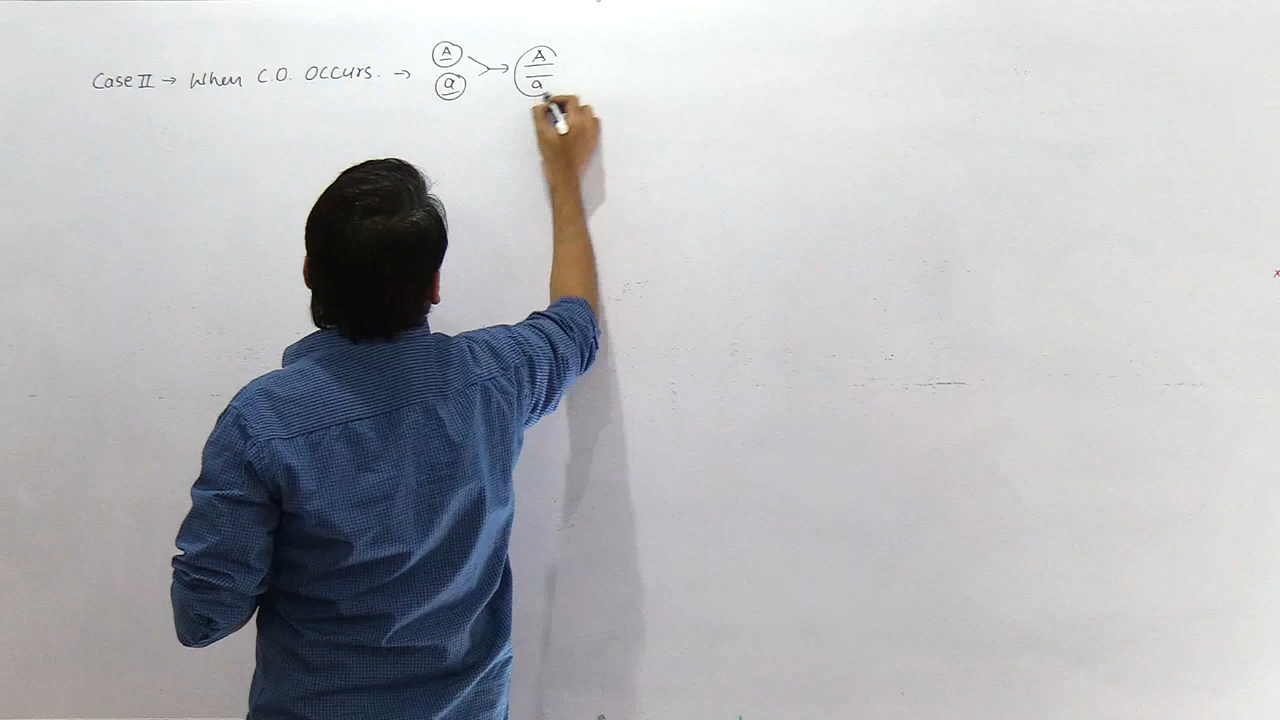 Case II → When C.O. OCCURS. → A a → A a